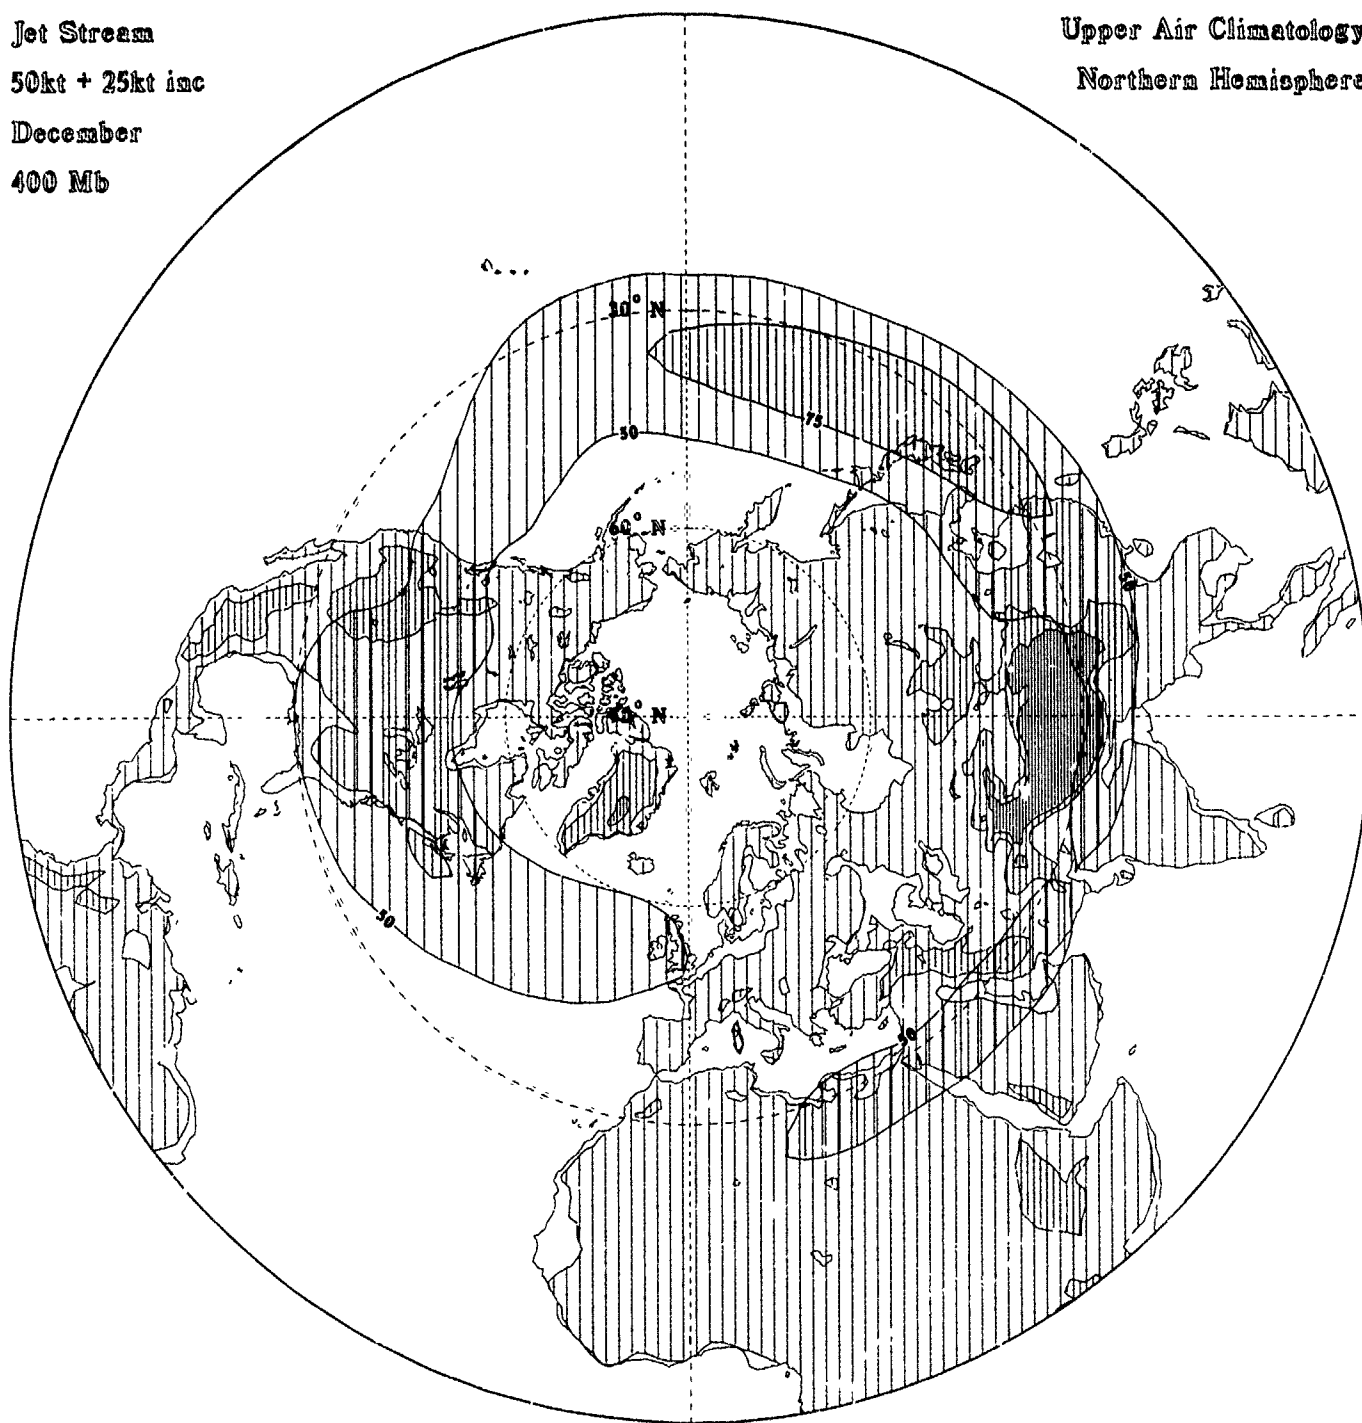 Jet Stream
50kt + 25kt inc
December
400 Mb
Upper Air Climatology
Northern Hemisphere
30° N
75
50
60° N
N
50
50